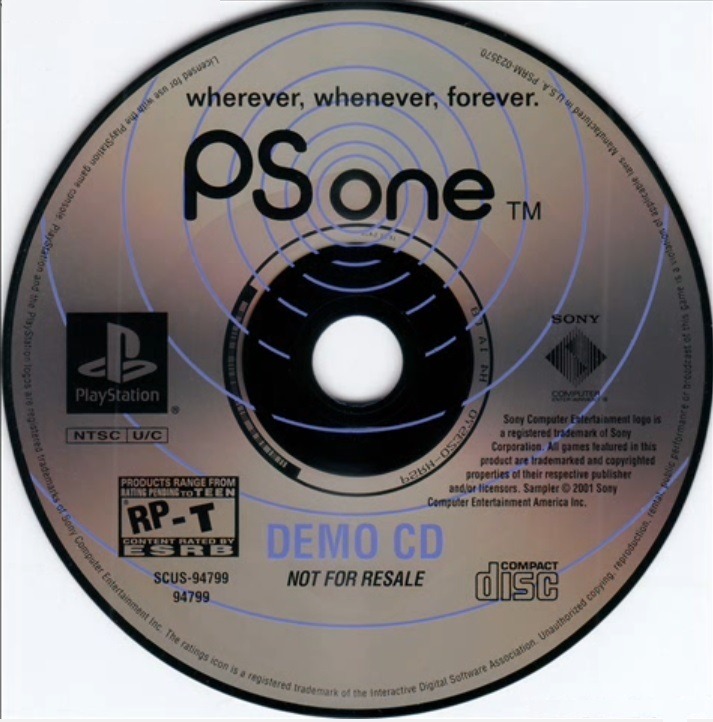 wherever, whenever, forever.
PS one ™
PlayStation
®
NTSC U/C
SONY
COMPUTER
ENTERTAINMENT ®
Sony Computer Entertainment logo is
a registered trademark of Sony
Corporation. All games featured in this
product are trademarked and copyrighted
properties of their respective publisher
and/or licensors. Sampler © 2001 Sony
Computer Entertainment America Inc.
PRODUCTS RANGE FROM
RATING PENDING TO TEEN
RP-T
CONTENT RATED BY
ESRB
SCUS-94799
94799
DEMO CD
NOT FOR RESALE
COMPACT
disc
Licensed for use with the PlayStation game console. PlayStation and the PlayStation logos are registered trademarks of Sony Computer Entertainment Inc. The ratings icon is a registered trademark of the Interactive Digital Software Association. Unauthorized copying, reproduction, rental, public performance or broadcast of this game is a violation of applicable laws. Manufactured in U.S.A. PSRM-023570.